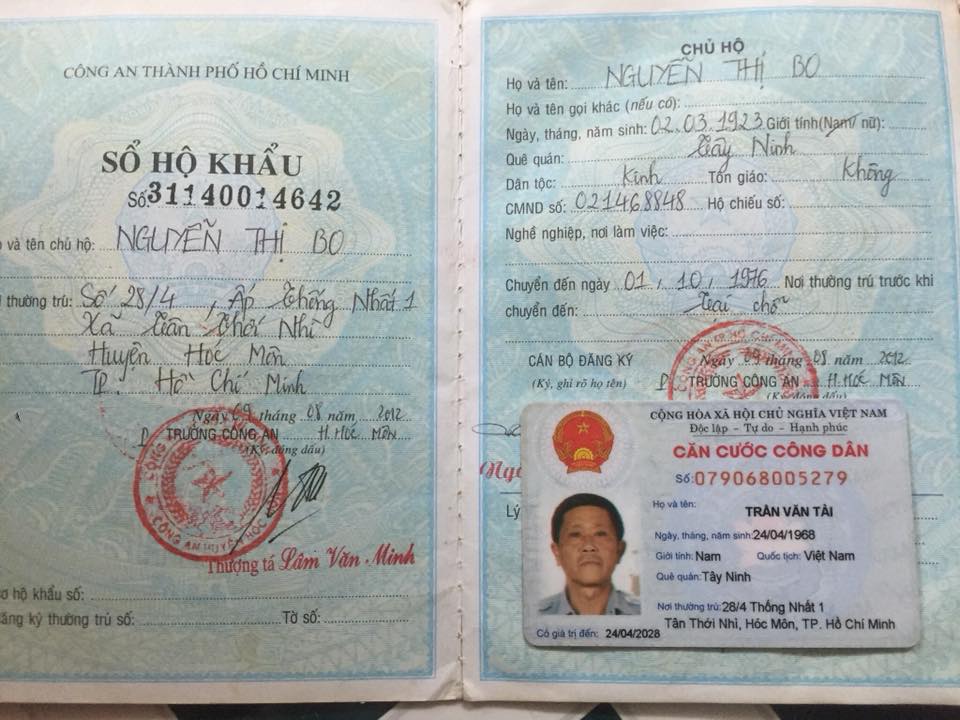 CÔNG AN THÀNH PHỐ HỒ CHÍ MINH
SỔ HỘ KHẨU
Số: 31140014642
và tên chủ hộ: NGUYỄN THỊ BO
thường trú: Số 28/4, Ấp Thống Nhất 1
Xã Tân Thới Nhì
Huyện Hóc Môn
TP. Hồ Chí Minh
Ngày 09 tháng 08 năm 2012
TRƯỞNG CÔNG AN H. HÓC MÔN
(Ký, đóng dấu)
CÔNG AN HUYỆN HÓC
Thượng tá Lâm Văn Minh
hộ khẩu số:
ăng ký thường trú số: Tờ số:
CHỦ HỘ
Họ và tên: NGUYỄN THỊ BO
Họ và tên gọi khác (nếu có):
Ngày, tháng, năm sinh: 02.03.1923 Giới tính (Nam/ nữ):
Quê quán: Tây Ninh
Dân tộc: Kinh Tôn giáo: Không
CMND số: 021468848 Hộ chiếu số:
Nghề nghiệp, nơi làm việc:
Chuyển đến ngày 01, 10, 1976 Nơi thường trú trước khi
chuyển đến: Tại chỗ
Ngày 09 tháng 08 năm 2012
CÁN BỘ ĐĂNG KÝ TRƯỞNG CÔNG AN H. HÓC MÔN
(Ký, ghi rõ họ tên) (Ký, đóng dấu)
Lý
CỘNG HÒA XÃ HỘI CHỦ NGHĨA VIỆT NAM
Độc lập - Tự do - Hạnh phúc
CĂN CƯỚC CÔNG DÂN
Số: 079068005279
Họ và tên:
TRẦN VĂN TÀI
Ngày, tháng, năm sinh: 24/04/1968
Giới tính: Nam Quốc tịch: Việt Nam
Quê quán: Tây Ninh
Nơi thường trú: 28/4 Thống Nhất 1
Tân Thới Nhì, Hóc Môn, TP. Hồ Chí Minh
Có giá trị đến: 24/04/2028